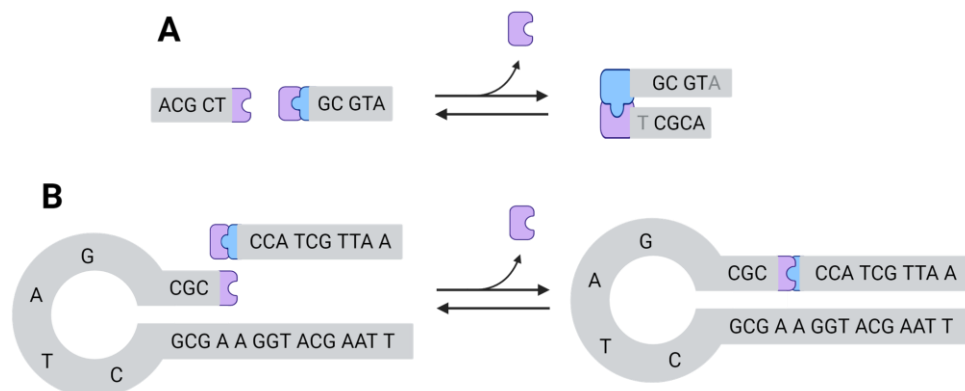 A
ACG CT
GC GTA
GC GTA
T CGCA
B
CCA TCG TTA A
G
A
T
C
CGC
GCG A A GGT ACG AAT T
G
A
T
C
CGC
CCA TCG TTA A
GCG A A GGT ACG AAT T